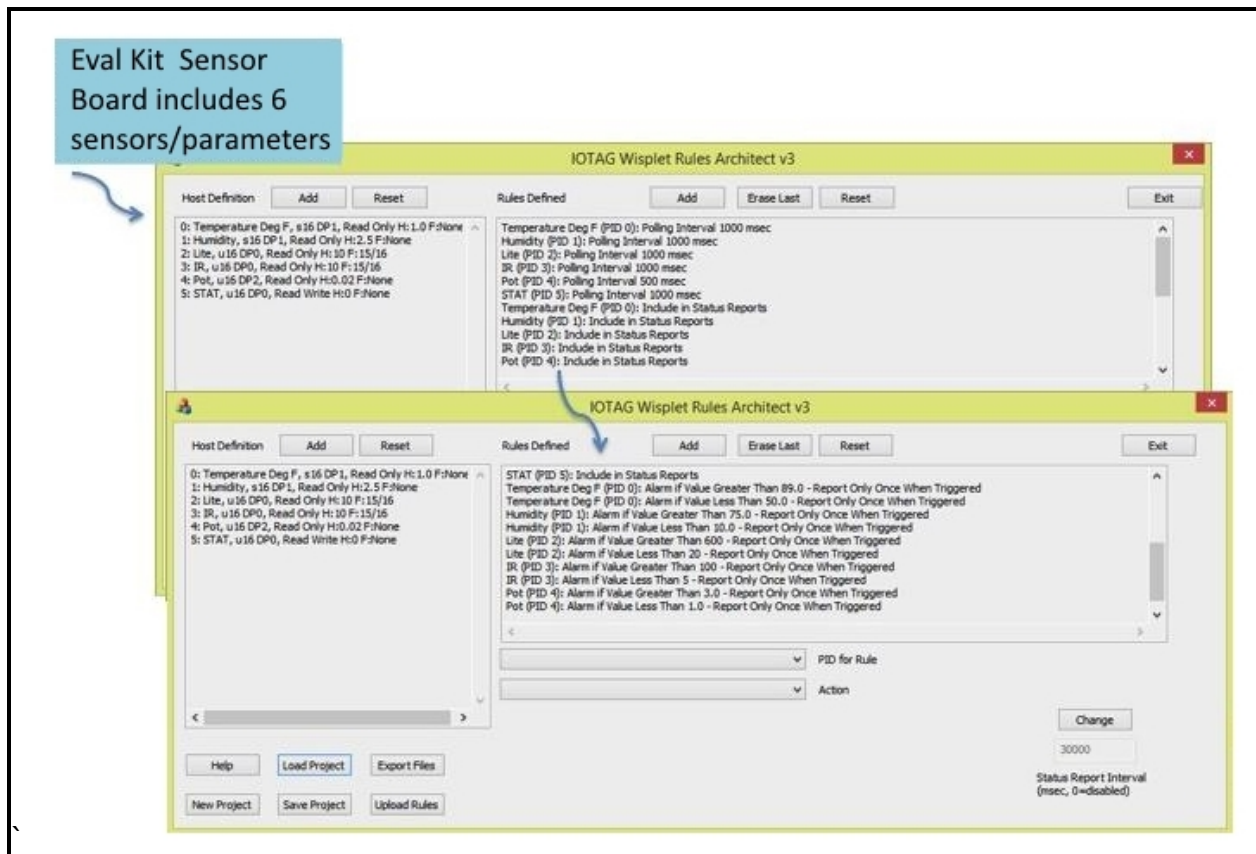 Eval Kit Sensor
Board includes 6
sensors/parameters
IOTAG Wisplet Rules Architect v3
Host Definition Add Reset Rules Defined Add Erase Last Reset Exit
0: Temperature Deg F, s16 DP1, Read Only H:1.0 F:None
1: Humidity, s16 DP1, Read Only H:2.5 F:None
2: Lite, u16 DP0, Read Only H:10 F:15/16
3: IR, u16 DP0, Read Only H:10 F:15/16
4: Pot, u16 DP2, Read Only H:0.02 F:None
5: STAT, u16 DP0, Read Write H:0 F:None
Temperature Deg F (PID 0): Polling Interval 1000 msec
Humidity (PID 1): Polling Interval 1000 msec
Lite (PID 2): Polling Interval 1000 msec
IR (PID 3): Polling Interval 1000 msec
Pot (PID 4): Polling Interval 500 msec
STAT (PID 5): Polling Interval 1000 msec
Temperature Deg F (PID 0): Include in Status Reports
Humidity (PID 1): Include in Status Reports
Lite (PID 2): Include in Status Reports
IR (PID 3): Include in Status Reports
Pot (PID 4): Include in Status Reports
IOTAG Wisplet Rules Architect v3
Host Definition Add Reset Rules Defined Add Erase Last Reset Exit
0: Temperature Deg F, s16 DP1, Read Only H:1.0 F:None
1: Humidity, s16 DP1, Read Only H:2.5 F:None
2: Lite, u16 DP0, Read Only H:10 F:15/16
3: IR, u16 DP0, Read Only H:10 F:15/16
4: Pot, u16 DP2, Read Only H:0.02 F:None
5: STAT, u16 DP0, Read Write H:0 F:None
STAT (PID 5): Include in Status Reports
Temperature Deg F (PID 0): Alarm if Value Greater Than 89.0 - Report Only Once When Triggered
Temperature Deg F (PID 0): Alarm if Value Less Than 50.0 - Report Only Once When Triggered
Humidity (PID 1): Alarm if Value Greater Than 75.0 - Report Only Once When Triggered
Humidity (PID 1): Alarm if Value Less Than 10.0 - Report Only Once When Triggered
Lite (PID 2): Alarm if Value Greater Than 600 - Report Only Once When Triggered
Lite (PID 2): Alarm if Value Less Than 20 - Report Only Once When Triggered
IR (PID 3): Alarm if Value Greater Than 100 - Report Only Once When Triggered
IR (PID 3): Alarm if Value Less Than 5 - Report Only Once When Triggered
Pot (PID 4): Alarm if Value Greater Than 3.0 - Report Only Once When Triggered
Pot (PID 4): Alarm if Value Less Than 1.0 - Report Only Once When Triggered
PID for Rule
Action
Change
30000
Status Report Interval
(msec, 0=disabled)
Help Load Project Export Files
New Project Save Project Upload Rules
`